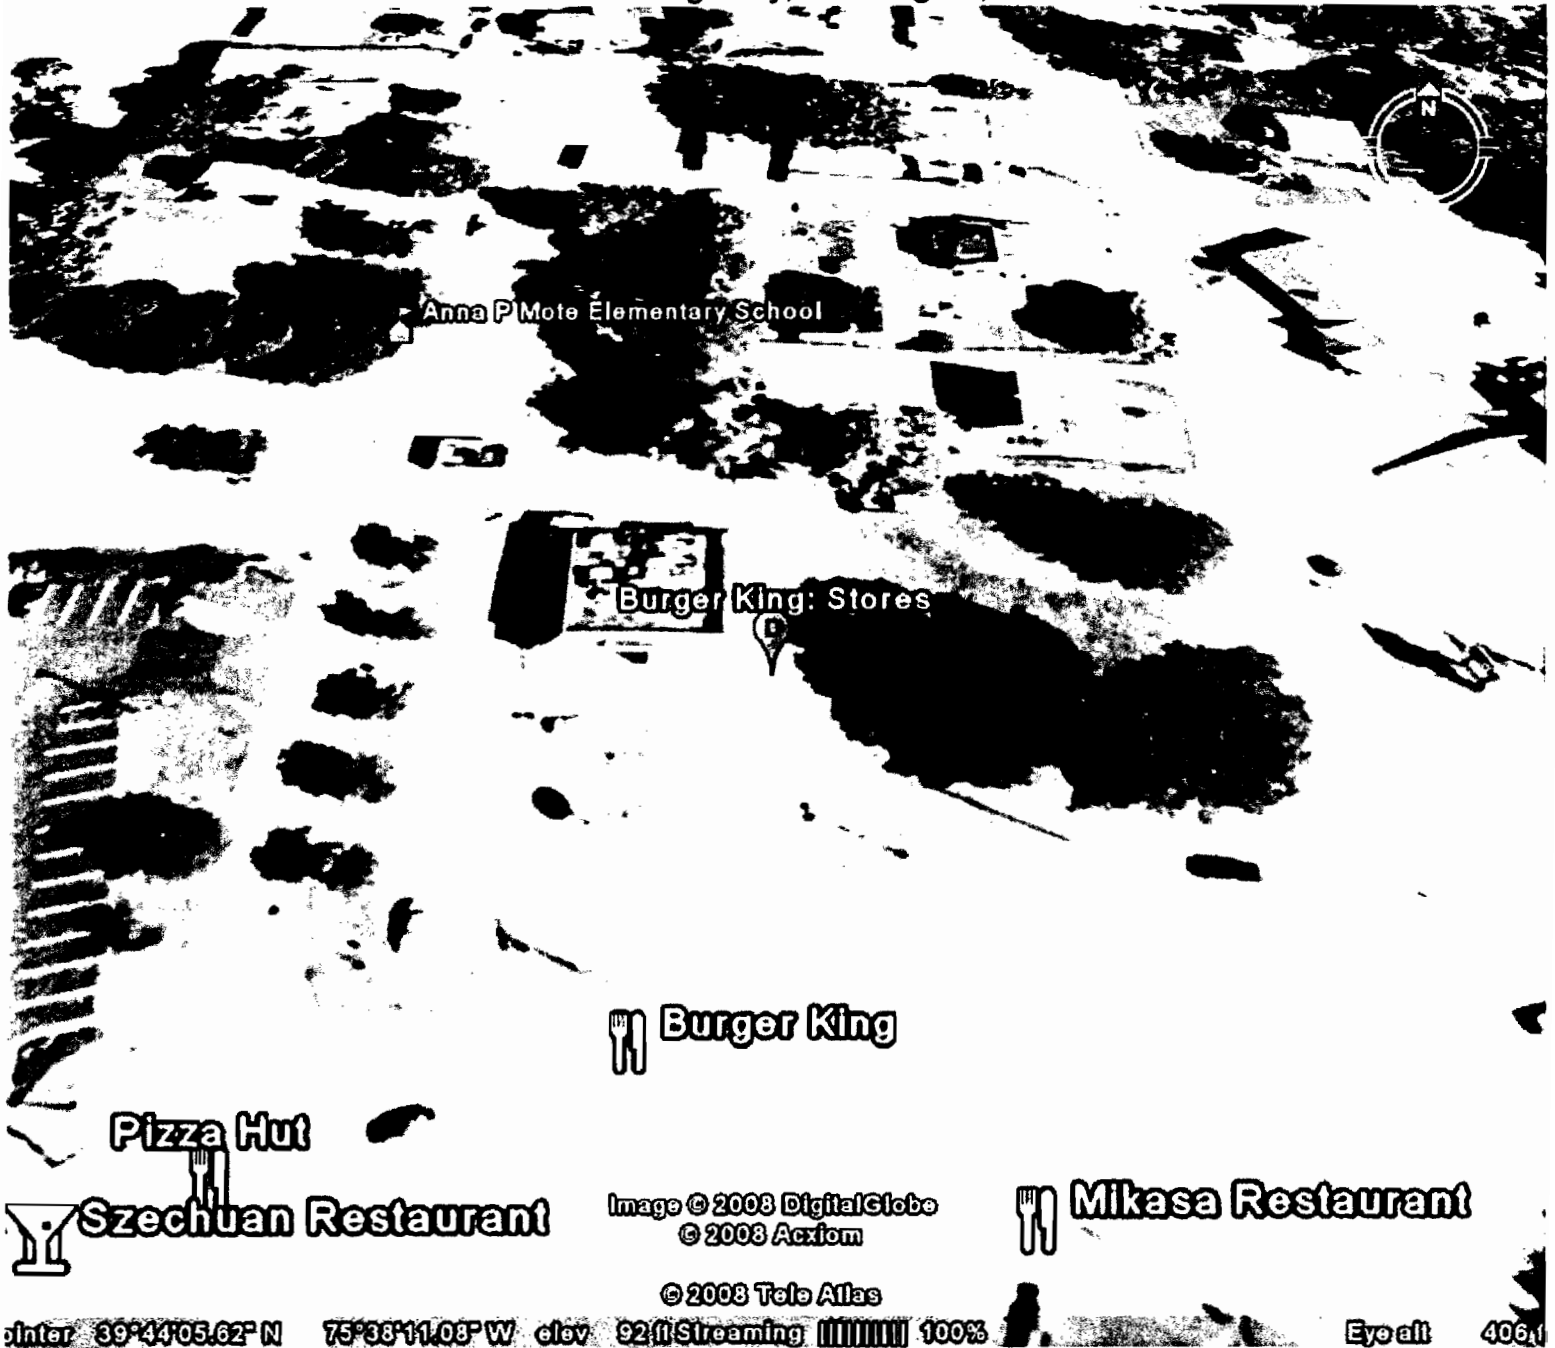 N
Anna P Mote Elementary School
Burger King: Stores
D
Burger King
Pizza Hut
Szechuan Restaurant
Mikasa Restaurant
Image © 2008 DigitalGlobe
© 2008 Acxiom
© 2008 Tele Atlas
ointer 39°44'05.62" N 75°38'11.08" W elev 92 ft Streaming ||||||||| 100% Eye alt 406 f